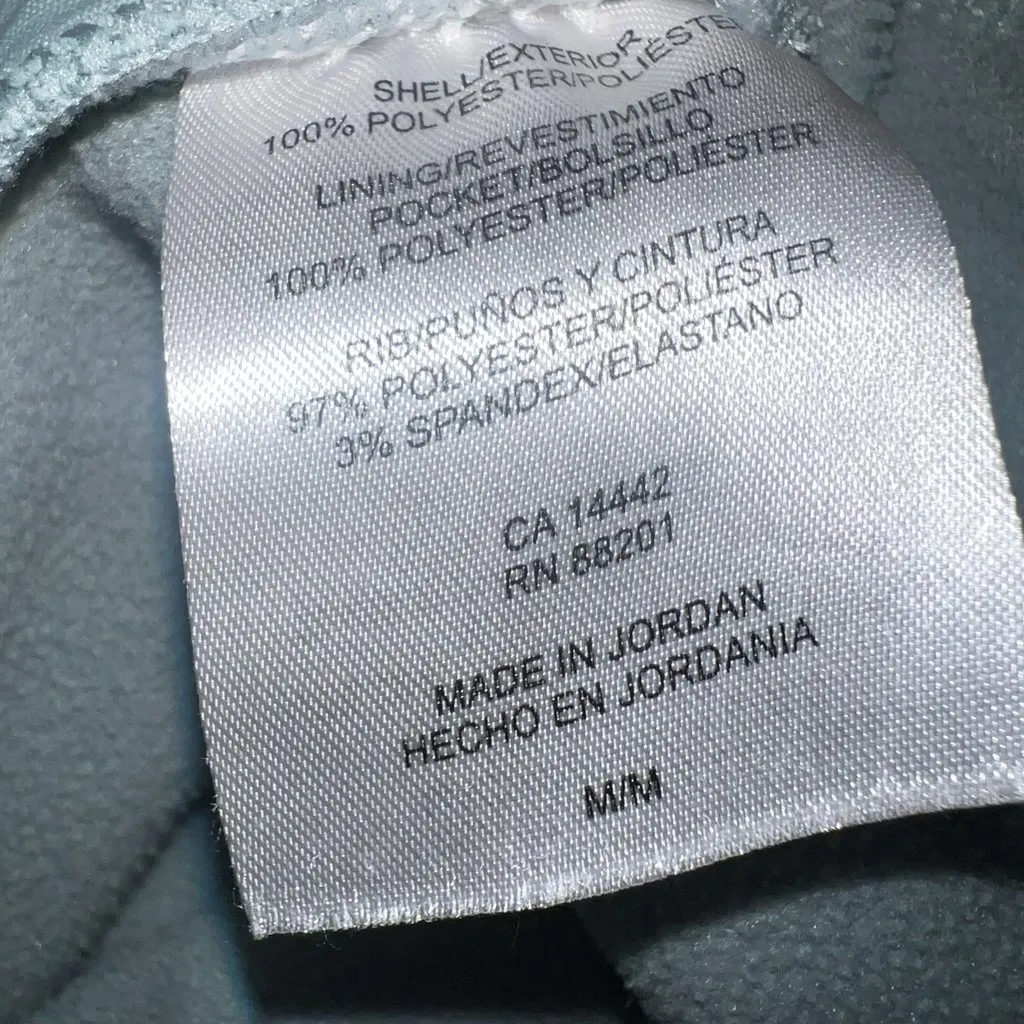 SHELL/EXTERIOR
100% POLYESTER/POLIÉSTE
LINING/REVESTIMIENTO
POCKET/BOLSILLO
100% POLYESTER/POLIÉSTER
RIB/PUÑOS Y CINTURA
97% POLYESTER/POLIÉSTER
3% SPANDEX/ELASTANO
CA 14442
RN 88201
MADE IN JORDAN
HECHO EN JORDANIA
M/M